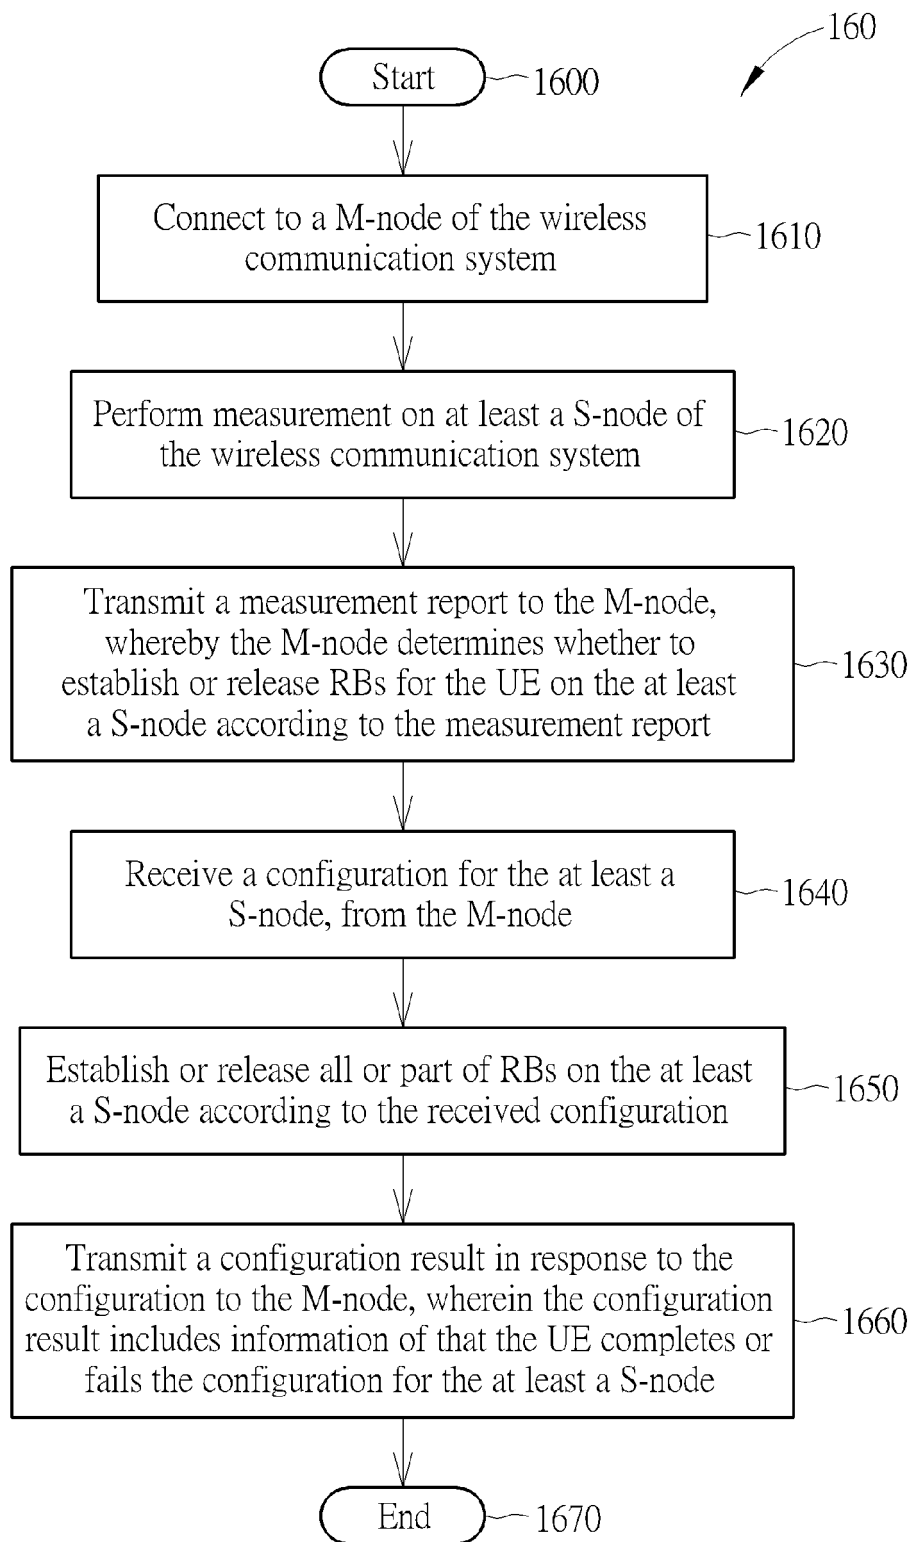 160
Start
1600
Connect to a M-node of the wireless
communication system
1610
Perform measurement on at least a S-node of
the wireless communication system
1620
Transmit a measurement report to the M-node,
whereby the M-node determines whether to
establish or release RBs for the UE on the at least
a S-node according to the measurement report
1630
Receive a configuration for the at least a
S-node, from the M-node
1640
Establish or release all or part of RBs on the at least
a S-node according to the received configuration
1650
Transmit a configuration result in response to the
configuration to the M-node, wherein the configuration
result includes information of that the UE completes or
fails the configuration for the at least a S-node
1660
End
1670